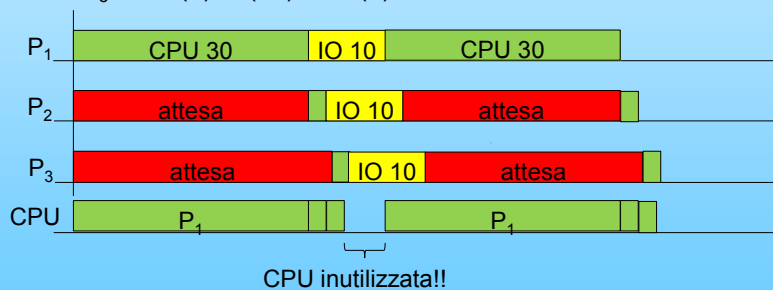 P1 CPU 30 IO 10 CPU 30
P2 attesa IO 10 attesa
P3 attesa IO 10 attesa
CPU P1 P1
CPU inutilizzata!!